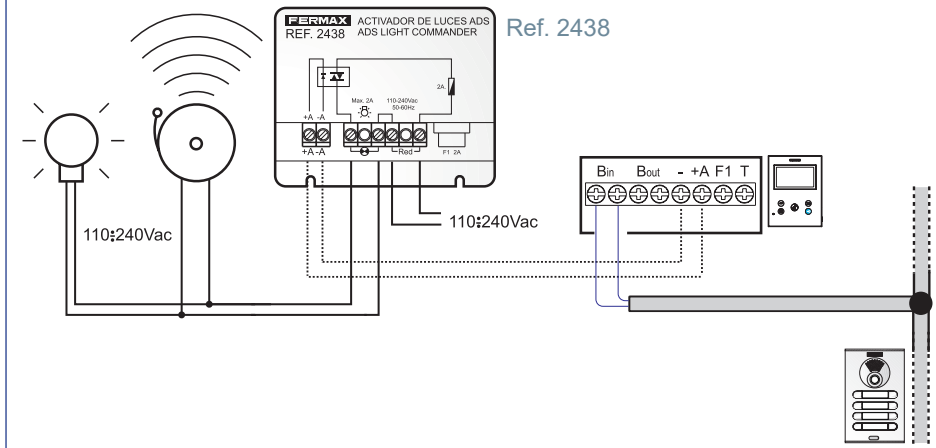 FERMAX ACTIVADOR DE LUCES ADS
REF. 2438 ADS LIGHT COMMANDER
Ref. 2438
2A.
Max. 2A
110-240Vac
50-60Hz
+A -A
+A -A
Red
F1 2A
Bin Bout - +A F1 T
110:240Vac
110:240Vac